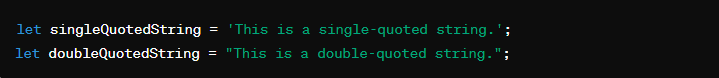 let singleQuotedString = 'This is a single-quoted string.';
let doubleQuotedString = "This is a double-quoted string.";